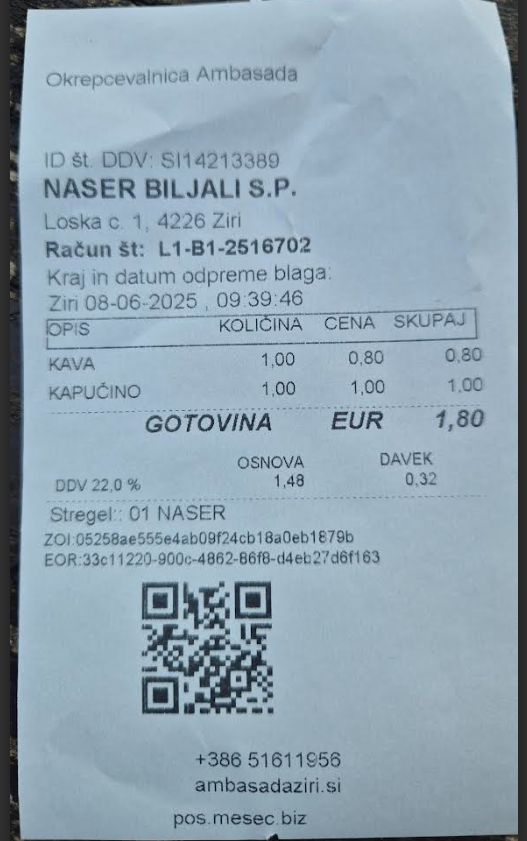 Okrepcevalnica Ambasada
ID št. DDV: SI14213389
NASER BILJALI S.P.
Loska c. 1, 4226 Ziri
Račun št: L1-B1-2516702
Kraj in datum odpreme blaga:
Ziri 08-06-2025 , 09:39:46
OPIS KOLIČINA CENA SKUPAJ
KAVA 1,00 0,80 0,80
KAPUČINO 1,00 1,00 1,00
GOTOVINA EUR 1,80
OSNOVA DAVEK
DDV 22,0 % 1,48 0,32
Stregel:: 01 NASER
ZOI:05258ae555e4ab09f24cb18a0eb1879b
EOR:33c11220-900c-4862-86f8-d4eb27d6f163
+386 51611956
ambasadaziri.si
pos.mesec.biz